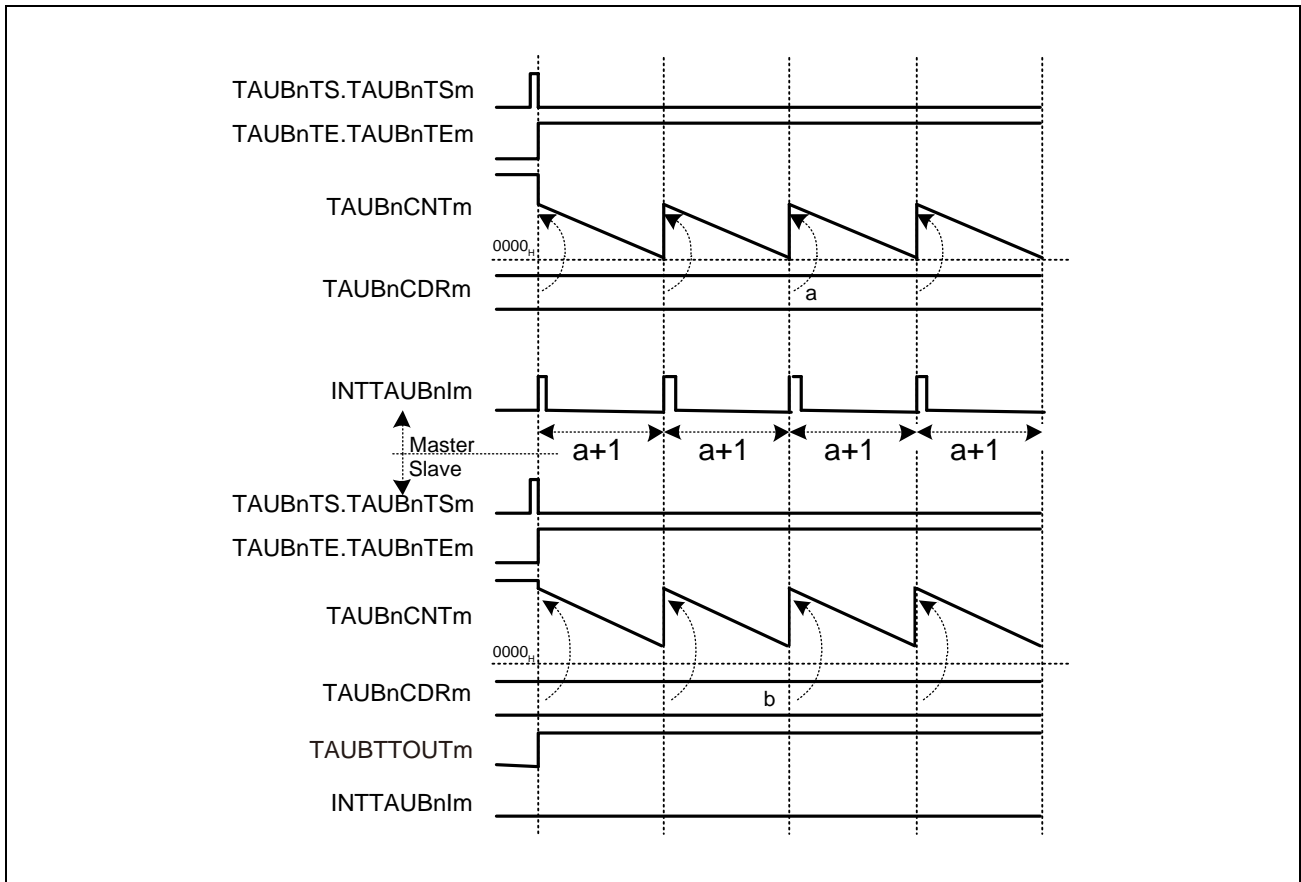 TAUBnTS.TAUBnTSm
TAUBnTE.TAUBnTEm
TAUBnCNTm
0000H
TAUBnCDRm
a
INTTAUBnIm
a+1 a+1 a+1 a+1
Master
Slave
TAUBnTS.TAUBnTSm
TAUBnTE.TAUBnTEm
TAUBnCNTm
0000H
TAUBnCDRm
b
TAUBTTOUTm
INTTAUBnIm